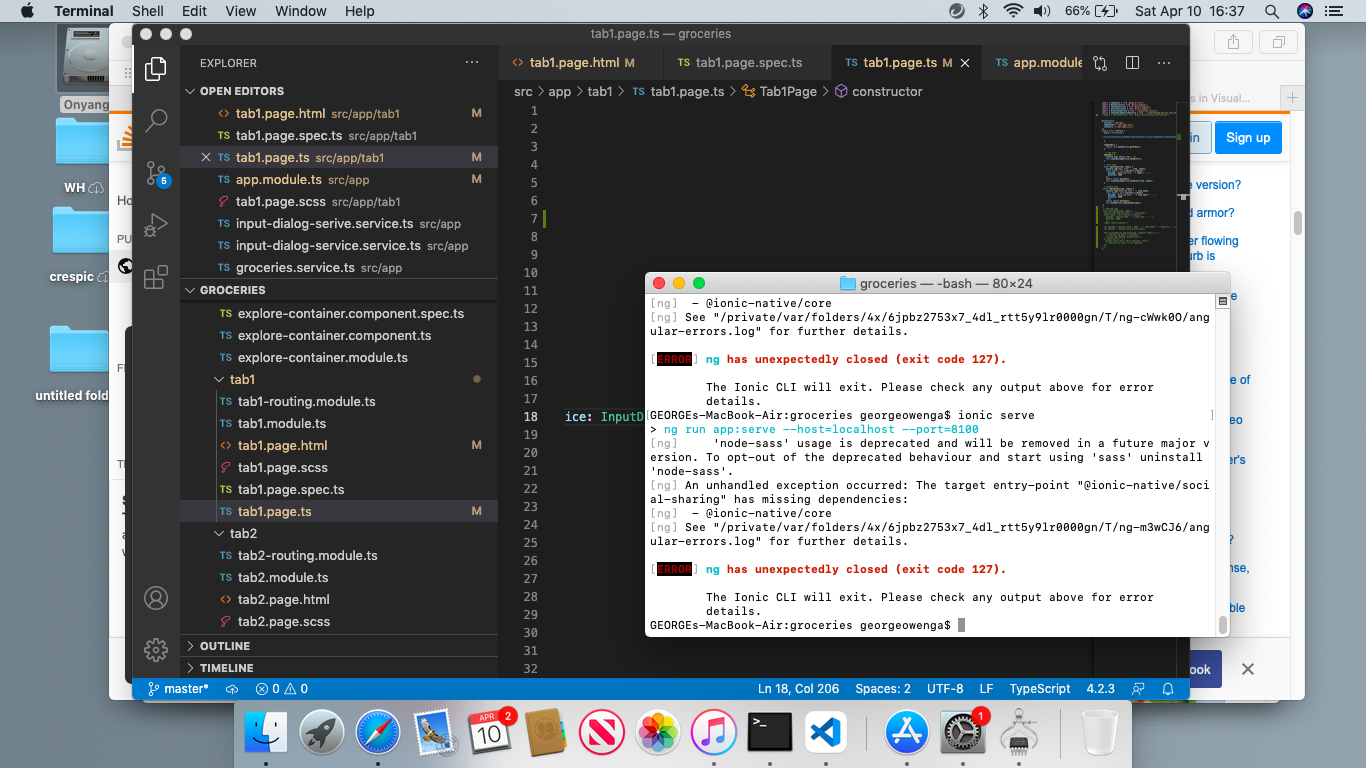 Terminal Shell Edit View Window Help 66% Sat Apr 10 16:37
tab1.page.ts — groceries
Onyang
WH
crespic
untitled fold
EXPLORER
OPEN EDITORS
tab1.page.html src/app/tab1 M
TS tab1.page.spec.ts src/app/tab1
TS tab1.page.ts src/app/tab1 M
TS app.module.ts src/app M
tab1.page.scss src/app/tab1
TS input-dialog-serive.service.ts src/app
TS input-dialog-service.service.ts src/app
TS groceries.service.ts src/app
GROCERIES
TS explore-container.component.spec.ts
TS explore-container.component.ts
TS explore-container.module.ts
tab1
TS tab1-routing.module.ts
TS tab1.module.ts
<> tab1.page.html M
tab1.page.scss
TS tab1.page.spec.ts
TS tab1.page.ts M
tab2
TS tab2-routing.module.ts
TS tab2.module.ts
<> tab2.page.html
tab2.page.scss
OUTLINE
TIMELINE
6
<> tab1.page.html M TS tab1.page.spec.ts TS tab1.page.ts M TS app.module
src > app > tab1 > TS tab1.page.ts > Tab1Page > constructor
1
2
3
4
5
6
7
8
9
10
11
12
13
14
15
16
17
18 ice: InputD
19
20
21
22
23
24
25
26
27
28
29
30
31
32
groceries — -bash — 80×24
[ng] – @ionic-native/core
[ng] See "/private/var/folders/4x/6jpbz2753x7_4dl_rtt5y9lr0000gn/T/ng-cWwk0O/ang
ular-errors.log" for further details.
[ERROR] ng has unexpectedly closed (exit code 127).
The Ionic CLI will exit. Please check any output above for error
details.
GEORGEs-MacBook-Air:groceries georgeowenga$ ionic serve
> ng run app:serve --host=localhost --port=8100
[ng] 'node-sass' usage is deprecated and will be removed in a future major v
ersion. To opt-out of the deprecated behaviour and start using 'sass' uninstall
'node-sass'.
[ng] An unhandled exception occurred: The target entry-point "@ionic-native/soci
al-sharing" has missing dependencies:
[ng] – @ionic-native/core
[ng] See "/private/var/folders/4x/6jpbz2753x7_4dl_rtt5y9lr0000gn/T/ng-m3wCJ6/ang
ular-errors.log" for further details.
[ERROR] ng has unexpectedly closed (exit code 127).
The Ionic CLI will exit. Please check any output above for error
details.
GEORGEs-MacBook-Air:groceries georgeowenga$
s in Visual...
in Sign up
e version?
d armor?
er flowing
urb is
e of
eo
er's
nse,
ble
ook
master* 0 0 Ln 18, Col 206 Spaces: 2 UTF-8 LF TypeScript 4.2.3
APR
10
2
1